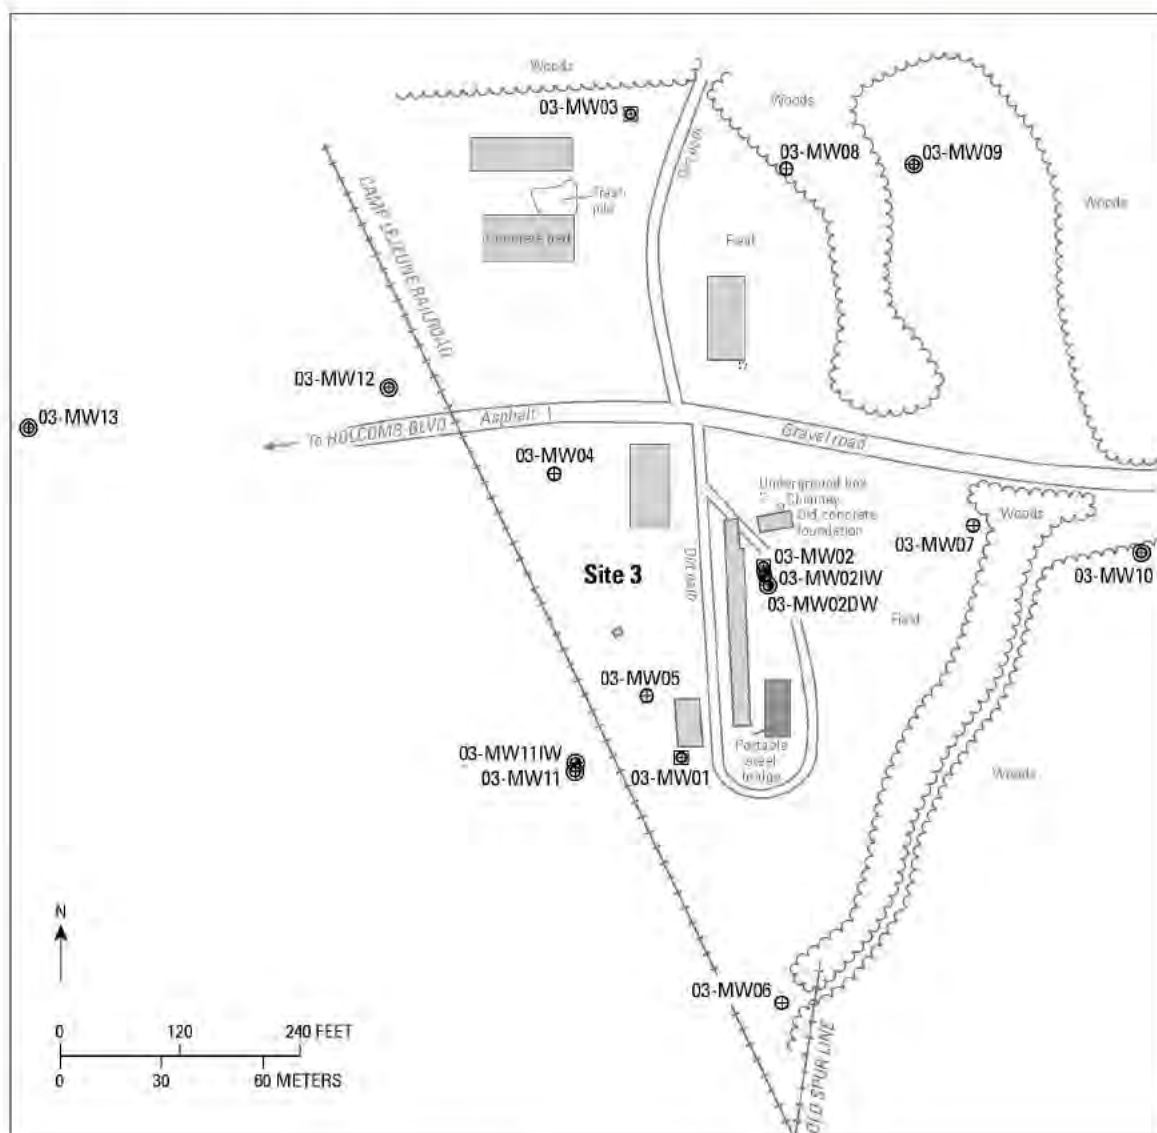 Woods
03-MW03
Woods
03-MW08
03-MW09
Woods
CAMP LEJEUNE RAILROAD
Trash
pile
Concrete pad
03-MW12
03-MW13
To HOLCOMB BLVD
Asphalt
Gravel road
03-MW04
Underground box
Chimney
Old concrete
foundation
Woods
03-MW07
03-MW10
Site 3
Dirt path
03-MW02
03-MW02IW
03-MW02DW
Field
03-MW05
03-MW11IW
03-MW11
03-MW01
Portable
steel
bridge
Woods
N
03-MW06
OLD SPUR LINE
0 120 240 FEET
0 30 60 METERS